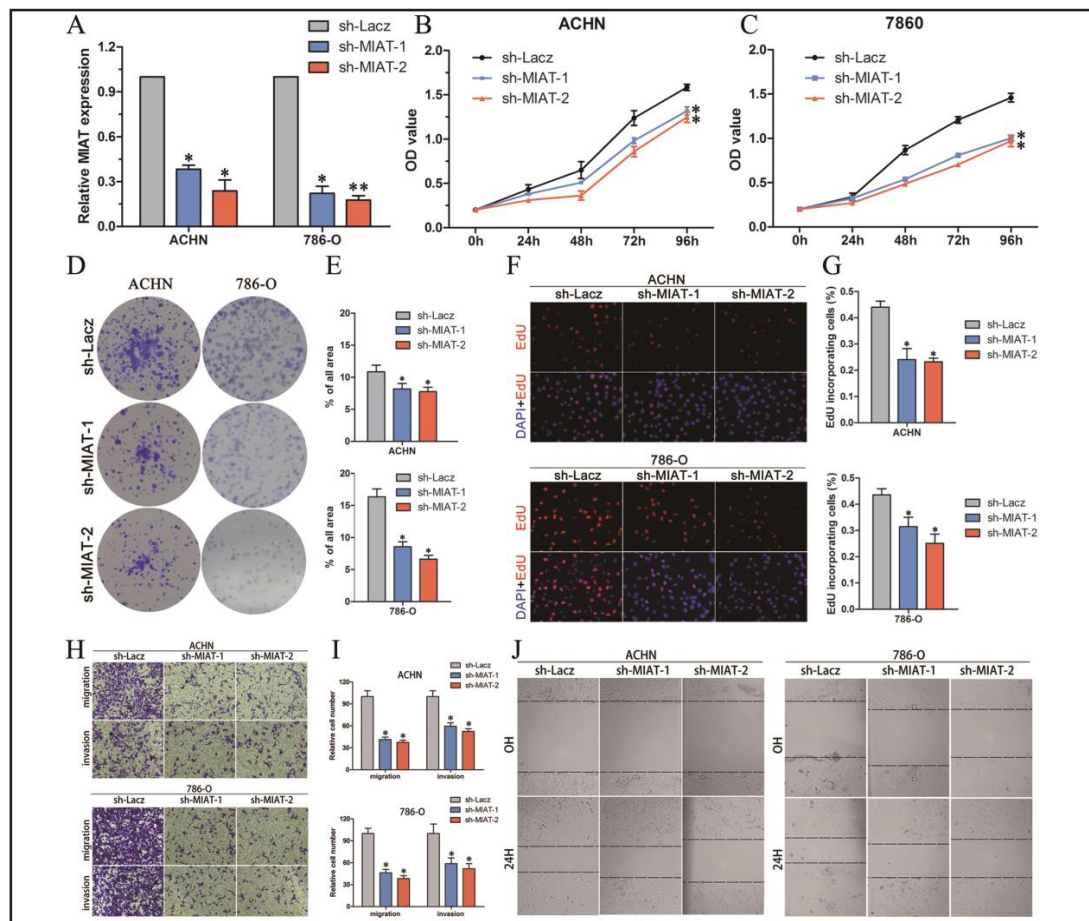 A
sh-Lacz
sh-MIAT-1
sh-MIAT-2
Relative MIAT expression
1.2
0.9
0.6
0.3
0.0
*
*
*
**
ACHN
786-O
B
ACHN
sh-Lacz
sh-MIAT-1
sh-MIAT-2
OD value
2.0
1.5
1.0
0.5
0.0
*
*
0h 24h 48h 72h 96h
C
7860
sh-Lacz
sh-MIAT-1
sh-MIAT-2
OD value
2.0
1.5
1.0
0.5
0.0
*
*
0h 24h 48h 72h 96h
D
ACHN
786-O
sh-Lacz
sh-MIAT-1
sh-MIAT-2
E
sh-Lacz
sh-MIAT-1
sh-MIAT-2
% of all area
20
15
10
5
0
*
*
ACHN
sh-Lacz
sh-MIAT-1
sh-MIAT-2
% of all area
20
15
10
5
0
*
*
786-O
F
ACHN
sh-Lacz
sh-MIAT-1
sh-MIAT-2
EdU
DAPI+EdU
786-O
sh-Lacz
sh-MIAT-1
sh-MIAT-2
EdU
DAPI+EdU
G
EdU incorporating cells (%)
0.5
0.4
0.3
0.2
0.1
0.0
*
*
sh-Lacz
sh-MIAT-1
sh-MIAT-2
ACHN
EdU incorporating cells (%)
0.5
0.4
0.3
0.2
0.1
0.0
*
*
sh-Lacz
sh-MIAT-1
sh-MIAT-2
786-O
H
ACHN
sh-Lacz
sh-MIAT-1
sh-MIAT-2
migration
invasion
786-O
sh-Lacz
sh-MIAT-1
sh-MIAT-2
migration
invasion
I
sh-Lacz
sh-MIAT-1
sh-MIAT-2
ACHN
Relative cell number
120
90
60
30
0
*
*
*
*
migration
invasion
sh-Lacz
sh-MIAT-1
sh-MIAT-2
786-O
Relative cell number
120
90
60
30
0
*
*
*
*
migration
invasion
J
ACHN
sh-Lacz
sh-MIAT-1
sh-MIAT-2
0H
24H
786-O
sh-Lacz
sh-MIAT-1
sh-MIAT-2
0H
24H